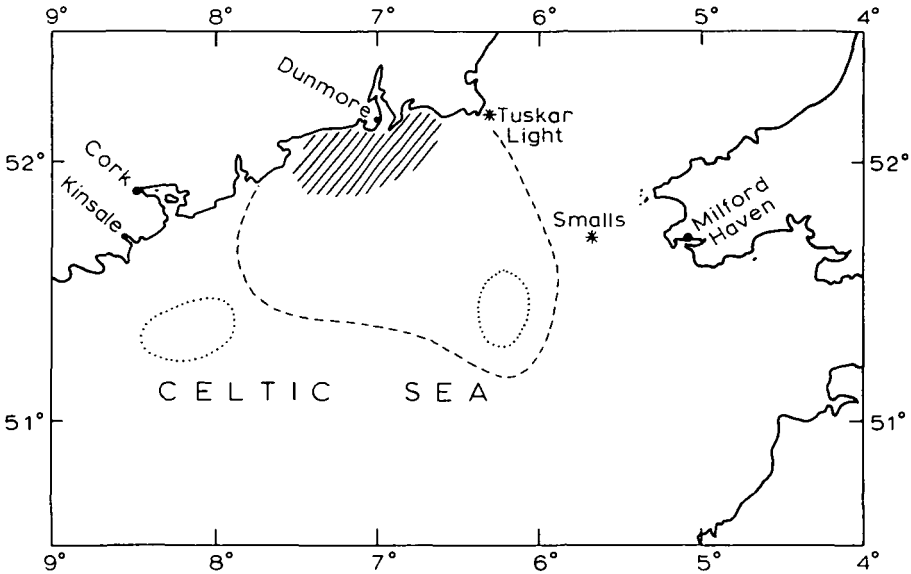 9° 8° 7° 6° 5° 4°
Dunmore
Tuskar
Light
52° 52°
Cork
Kinsale
Smalls
Milford
Haven
CELTIC SEA
51° 51°
9° 8° 7° 6° 5° 4°